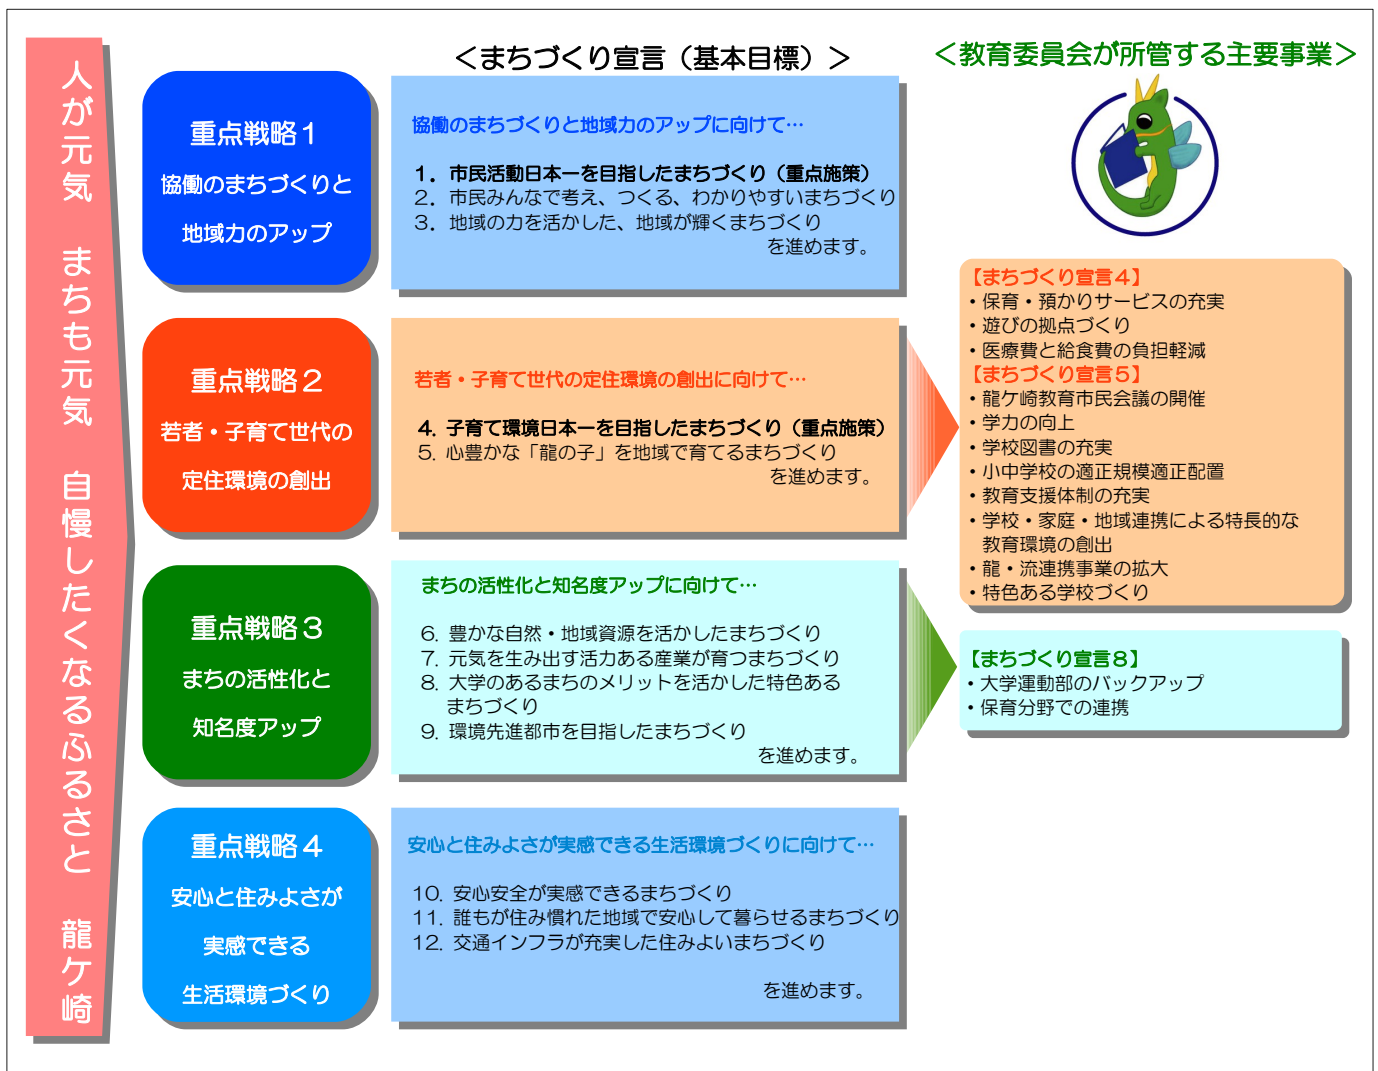 人が元気　まちも元気　自慢したくなるふるさと　龍ケ崎
＜まちづくり宣言（基本目標）＞
＜教育委員会が所管する主要事業＞
重点戦略１
協働のまちづくりと
地域力のアップ
協働のまちづくりと地域力のアップに向けて…
１．市民活動日本一を目指したまちづくり（重点施策）
２．市民みんなで考え、つくる、わかりやすいまちづくり
３．地域の力を活かした、地域が輝くまちづくり
を進めます。
重点戦略２
若者・子育て世代の
定住環境の創出
若者・子育て世代の定住環境の創出に向けて…
4. 子育て環境日本一を目指したまちづくり（重点施策）
5. 心豊かな「龍の子」を地域で育てるまちづくり
を進めます。
【まちづくり宣言４】
・保育・預かりサービスの充実
・遊びの拠点づくり
・医療費と給食費の負担軽減
【まちづくり宣言５】
・龍ケ崎教育市民会議の開催
・学力の向上
・学校図書の充実
・小中学校の適正規模適正配置
・教育支援体制の充実
・学校・家庭・地域連携による特長的な
教育環境の創出
・龍・流連携事業の拡大
・特色ある学校づくり
重点戦略３
まちの活性化と
知名度アップ
まちの活性化と知名度アップに向けて…
6. 豊かな自然・地域資源を活かしたまちづくり
7. 元気を生み出す活力ある産業が育つまちづくり
8. 大学のあるまちのメリットを活かした特色ある
まちづくり
9. 環境先進都市を目指したまちづくり
を進めます。
【まちづくり宣言８】
・大学運動部のバックアップ
・保育分野での連携
重点戦略４
安心と住みよさが
実感できる
生活環境づくり
安心と住みよさが実感できる生活環境づくりに向けて…
10. 安心安全が実感できるまちづくり
11. 誰もが住み慣れた地域で安心して暮らせるまちづくり
12. 交通インフラが充実した住みよいまちづくり
を進めます。